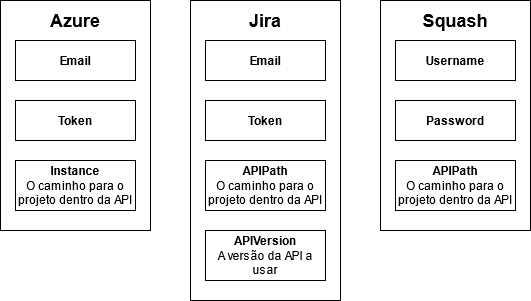 Azure
Email
Token
Instance
O caminho para o
projeto dentro da API
Jira
Email
Token
APIPath
O caminho para o
projeto dentro da API
APIVersion
A versão da API a
usar
Squash
Username
Password
APIPath
O caminho para o
projeto dentro da API